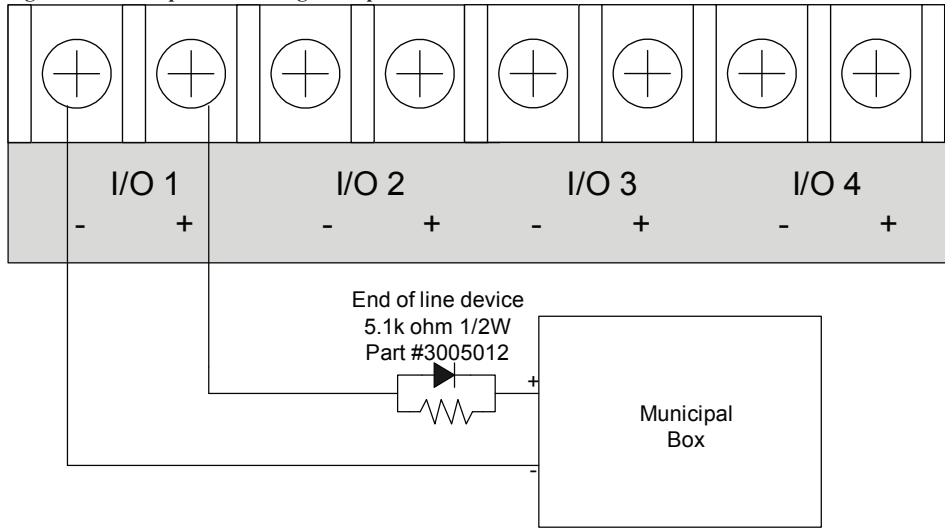 I/O 1 I/O 2 I/O 3 I/O 4
- + - + - + - +
End of line device
5.1k ohm 1/2W
Part #3005012
+
Municipal
Box
-